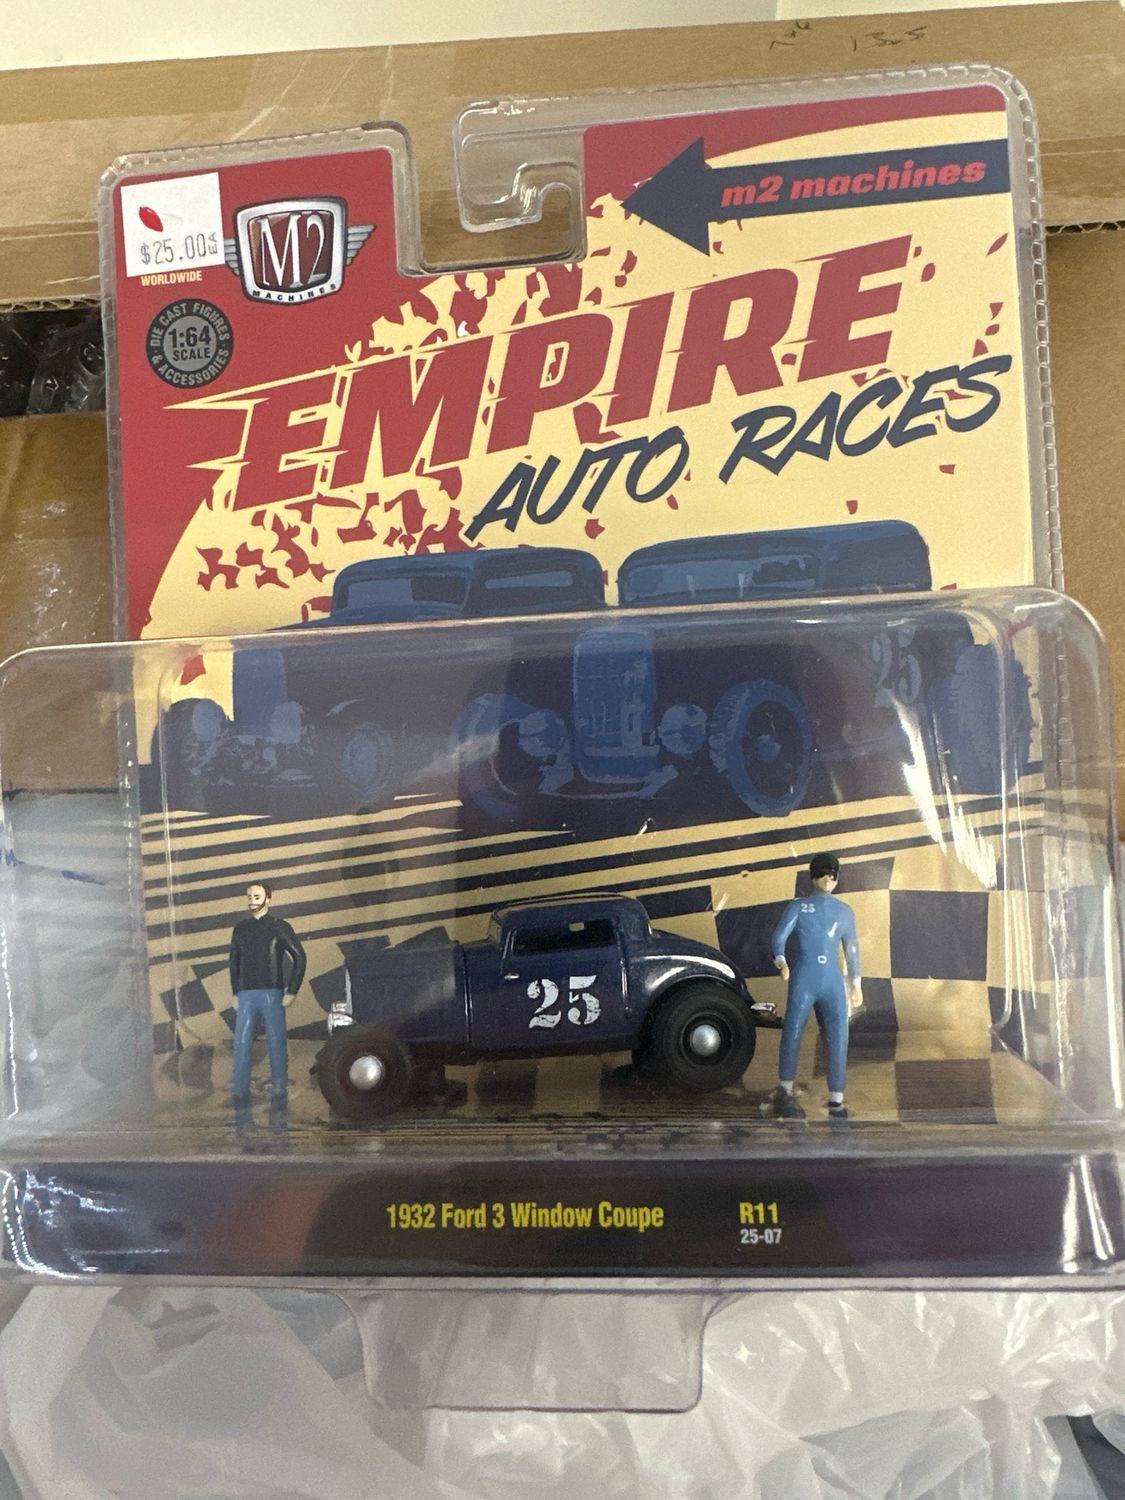 m2 machines
$25.00EA
WORLDWIDE
M2
MACHINES
DIE CAST FIGURES
& ACCESSORIES
1:64
SCALE
EMPIRE
AUTO RACES
25
25
25
1932 Ford 3 Window Coupe
R11
25-07